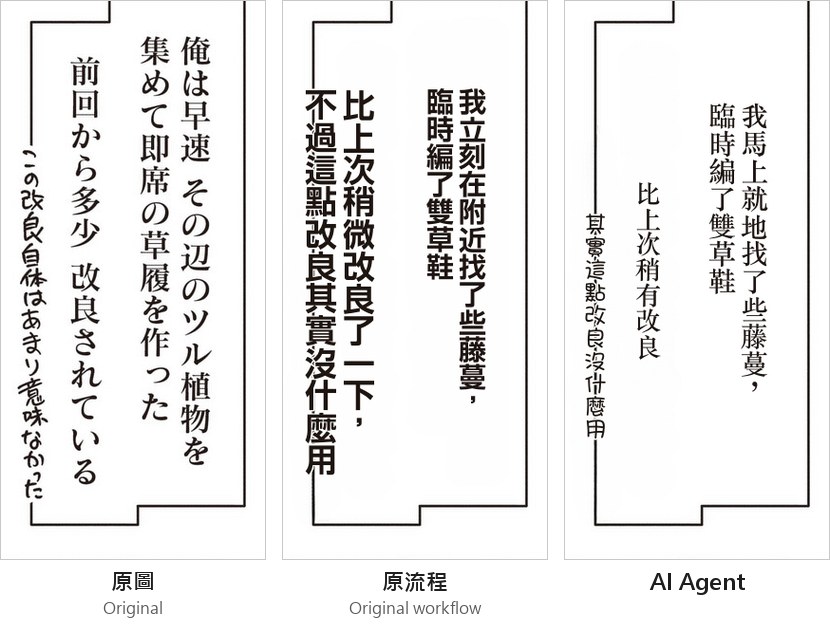 俺は早速 その辺のツル植物を
集めて即席の草履を作った
前回から多少 改良されている
この改良自体はあまり意味なかった
我立刻在附近找了些藤蔓，
臨時編了雙草鞋
比上次稍微改良了一下，
不過這點改良其實沒什麼用
我馬上就地找了些藤蔓，
臨時編了雙草鞋
比上次稍有改良
其實這點改良沒什麼用
原圖
Original
原流程
Original workflow
AI Agent